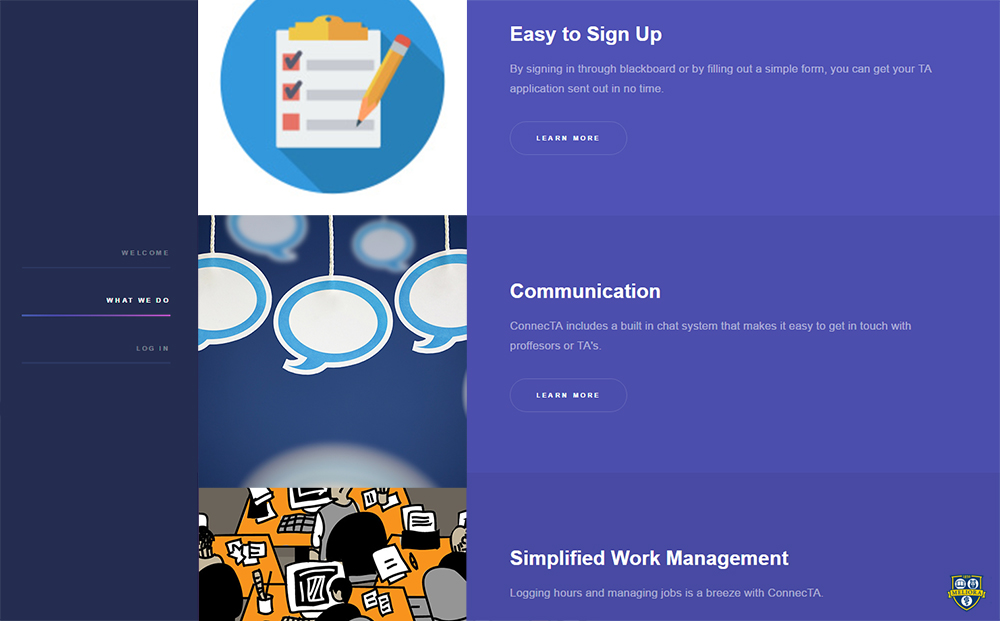 WELCOME
WHAT WE DO
LOG IN
Easy to Sign Up
By signing in through blackboard or by filling out a simple form, you can get your TA
application sent out in no time.
LEARN MORE
Communication
ConnecTA includes a built in chat system that makes it easy to get in touch with
proffesors or TA's.
LEARN MORE
Simplified Work Management
Logging hours and managing jobs is a breeze with ConnecTA.
MELIORA